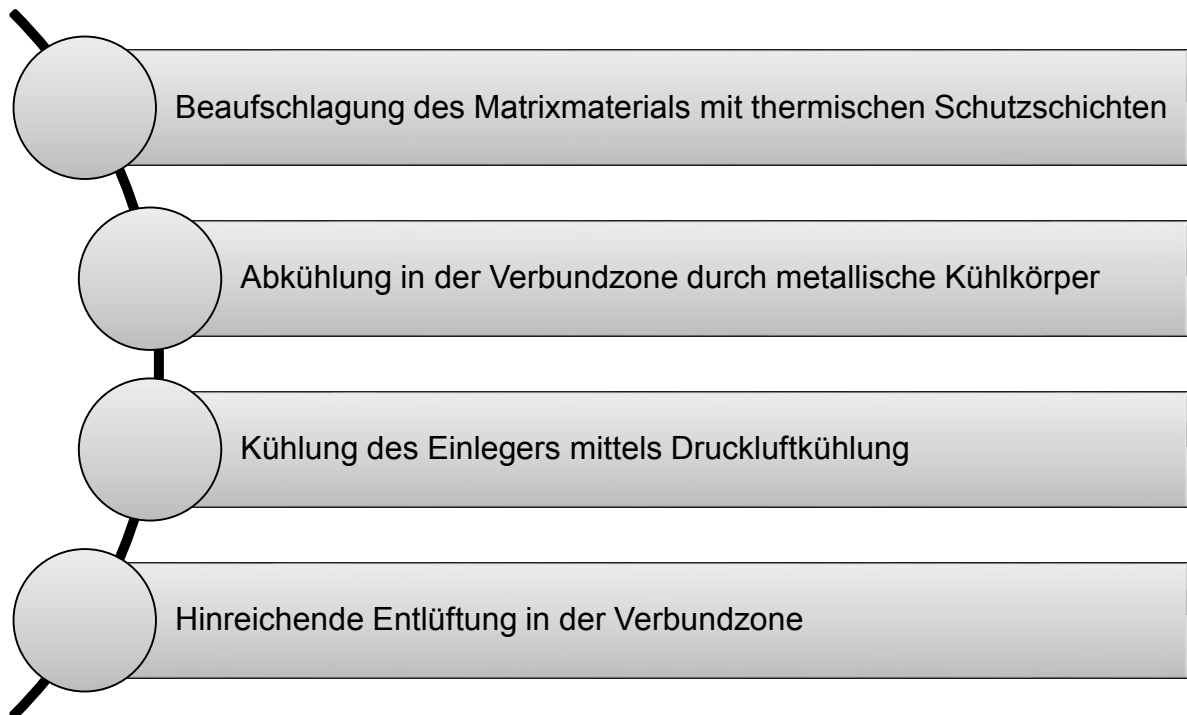 Beaufschlagung des Matrixmaterials mit thermischen Schutzschichten
Abkühlung in der Verbundzone durch metallische Kühlkörper
Kühlung des Einlegers mittels Druckluftkühlung
Hinreichende Entlüftung in der Verbundzone